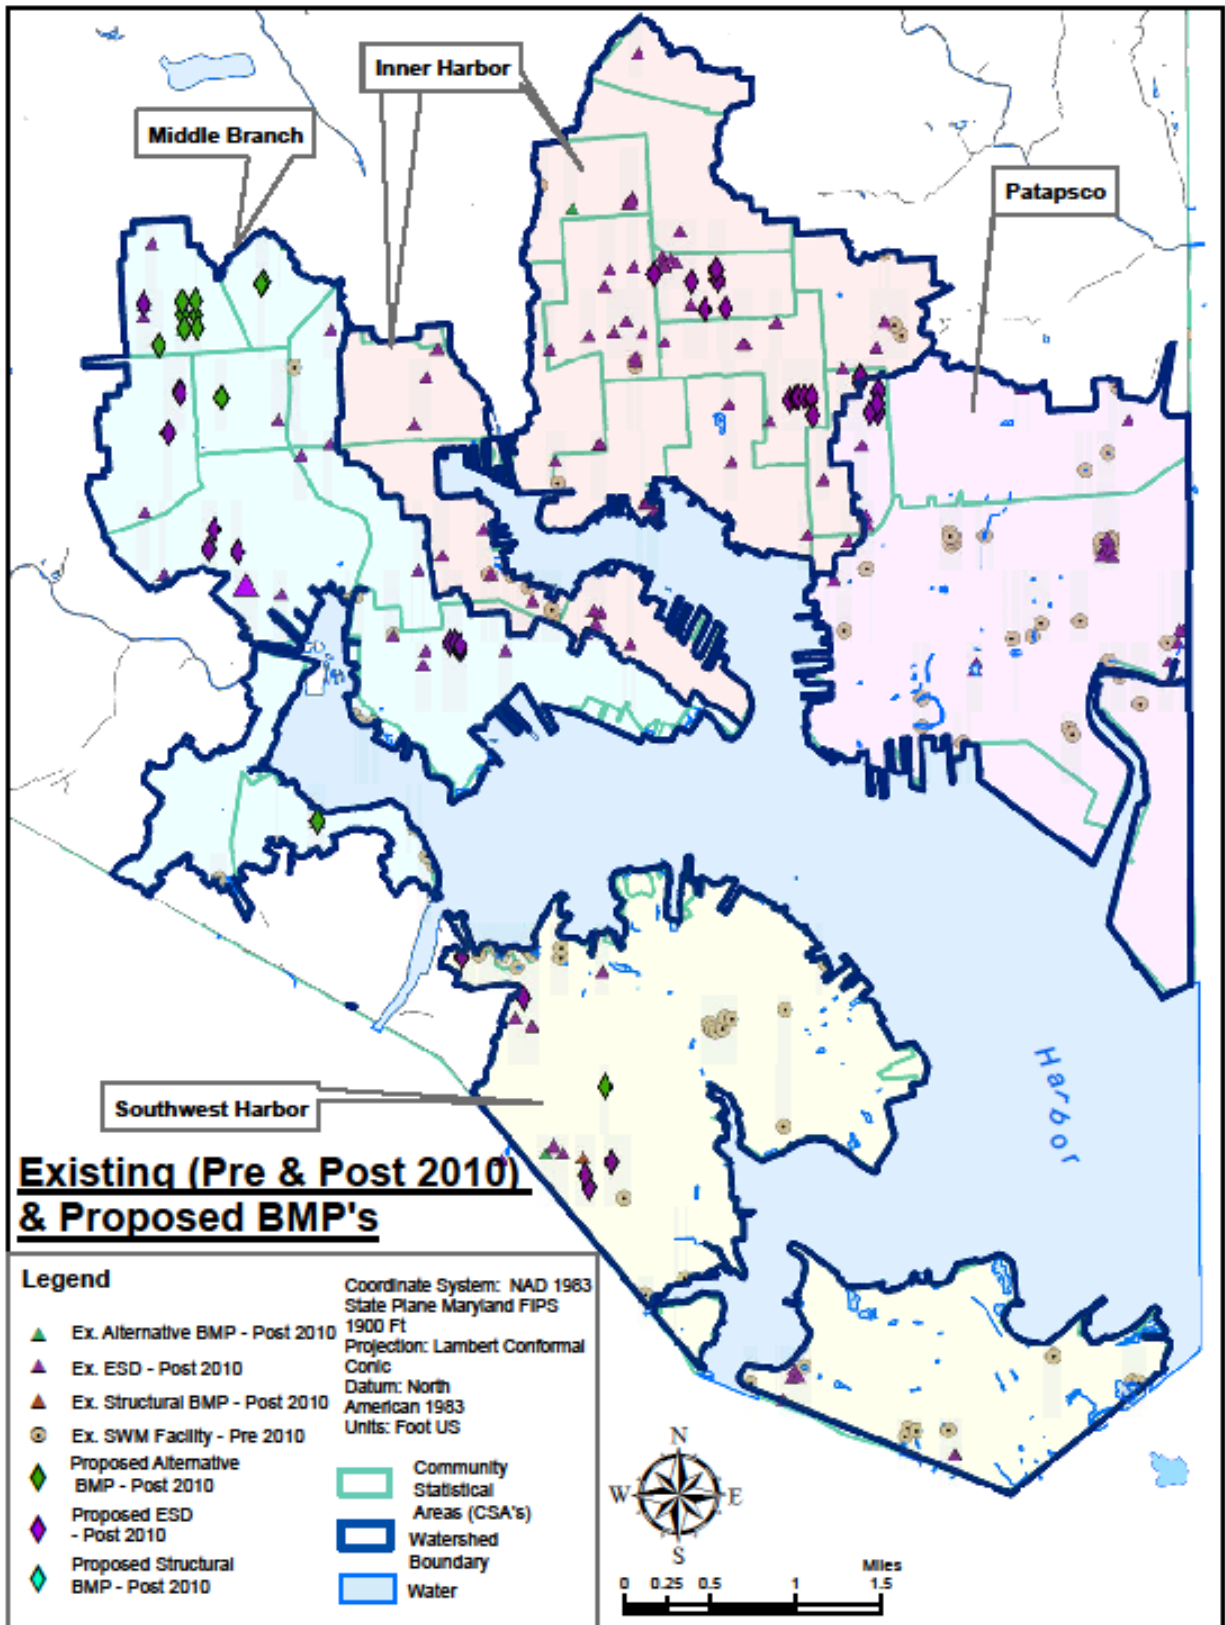 Inner Harbor
Middle Branch
Patapsco
Harbor
Southwest Harbor
Existing (Pre & Post 2010)
& Proposed BMP's
Legend
Ex. Alternative BMP - Post 2010
Ex. ESD - Post 2010
Ex. Structural BMP - Post 2010
Ex. SWM Facility - Pre 2010
Proposed Alternative
BMP - Post 2010
Proposed ESD
- Post 2010
Proposed Structural
BMP - Post 2010
Coordinate System: NAD 1983
State Plane Maryland FIPS
1900 Ft
Projection: Lambert Conformal
Conic
Datum: North
American 1983
Units: Foot US
Community
Statistical
Areas (CSA's)
Watershed
Boundary
Water
N
W
E
S
Miles
0 0.25 0.5 1 1.5